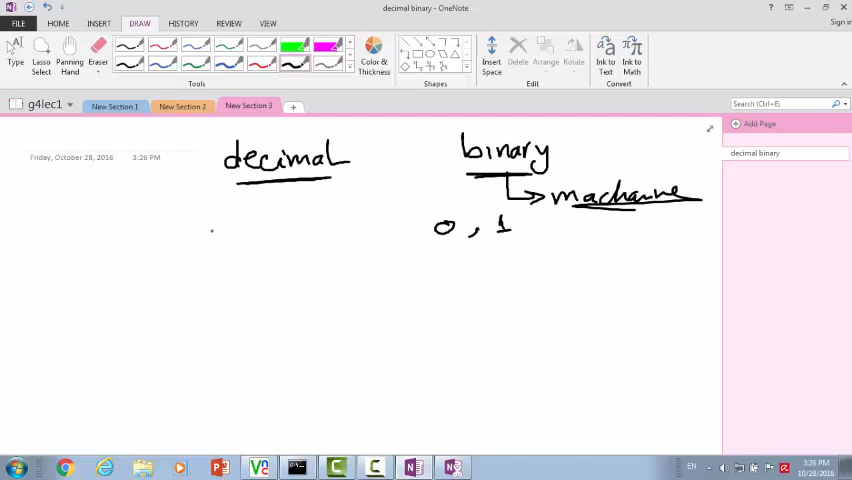 decimal binary - OneNote
FILE HOME INSERT DRAW HISTORY REVIEW VIEW
Sign in
Type Lasso Select Panning Hand Eraser Color & Thickness Insert Space Delete Arrange Rotate Ink to Text Ink to Math
Tools Shapes Edit Convert
g4lec1 New Section 1 New Section 2 New Section 3 Search (Ctrl+E)
Add Page
decimal binary
Friday, October 28, 2016 3:26 PM
decimal binary
machanne
0 , 1
EN 3:26 PM
10/28/2016